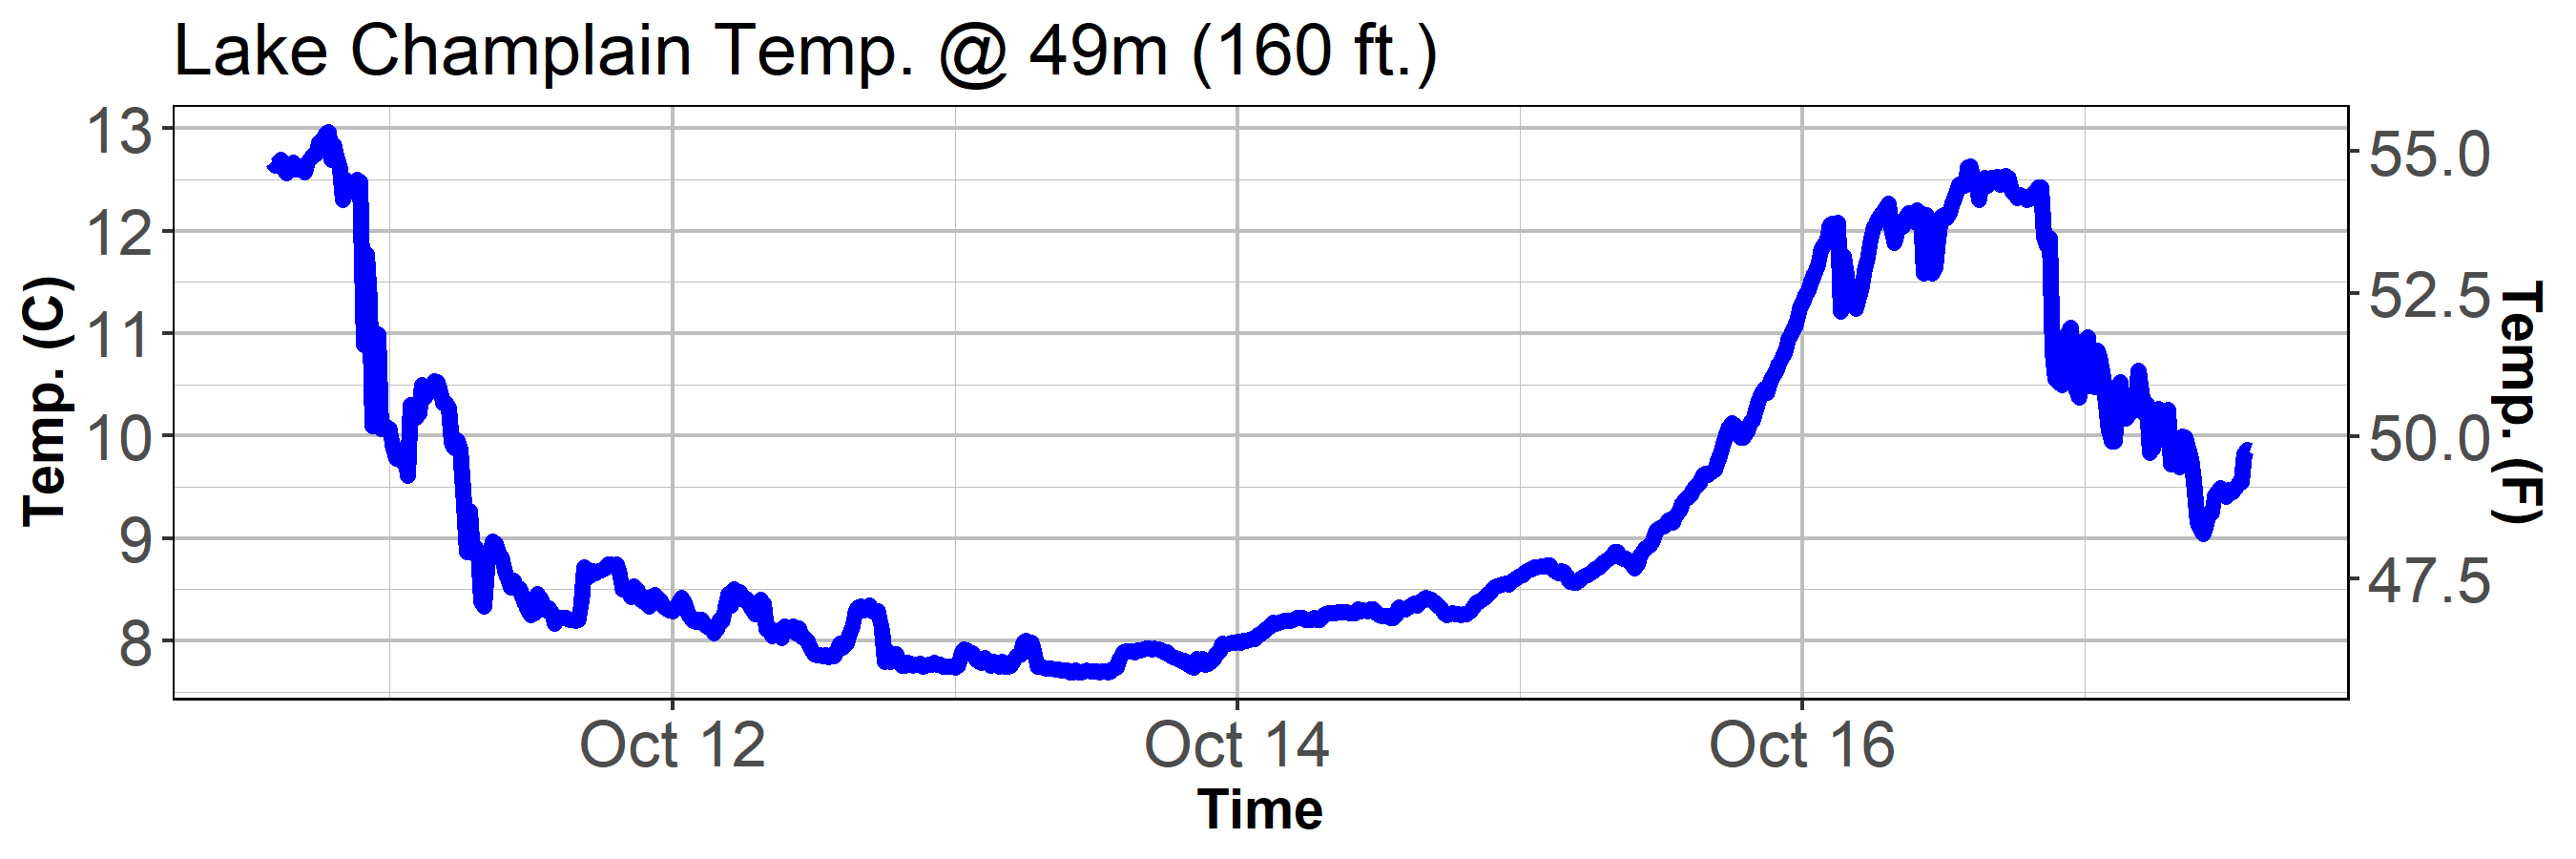 Lake Champlain Temp. @ 49m (160 ft.)
13
12
11
10
9
8
Temp. (C)
55.0
52.5
50.0
47.5
Temp. (F)
Oct 12
Oct 14
Oct 16
Time